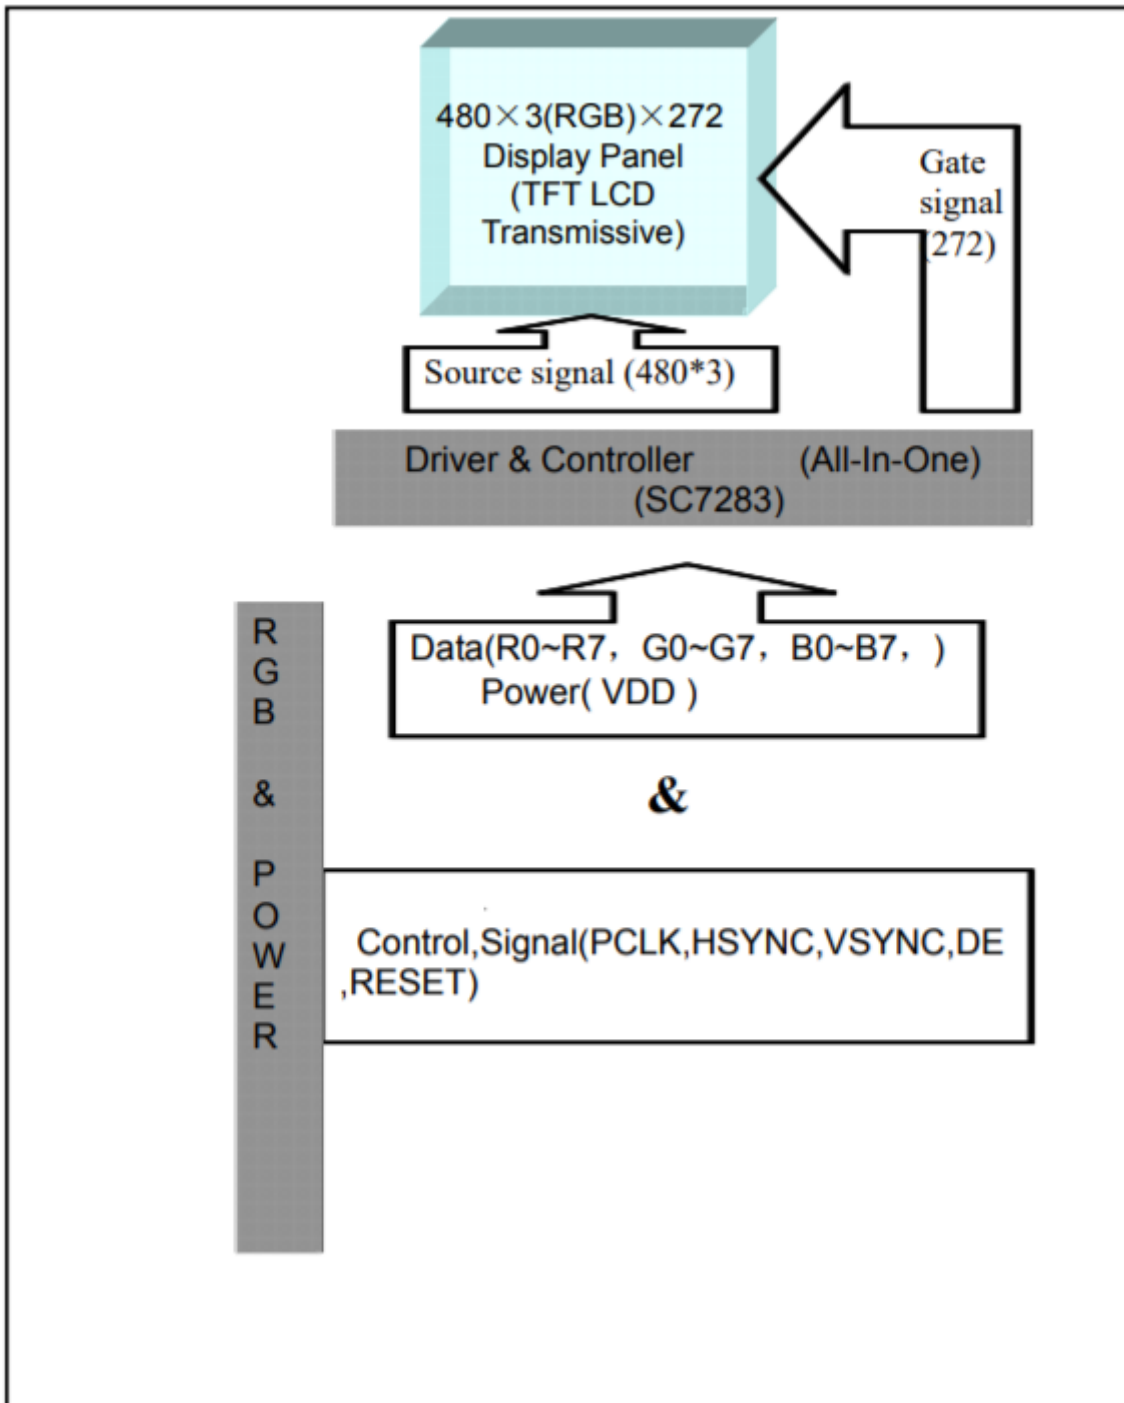 480×3(RGB)×272
Display Panel
(TFT LCD
Transmissive)
Gate
signal
(272)
Source signal (480*3)
Driver & Controller (All-In-One)
(SC7283)
Data(R0~R7，G0~G7，B0~B7，)
Power( VDD )
&
RGB & POWER
Control,Signal(PCLK,HSYNC,VSYNC,DE
,RESET)